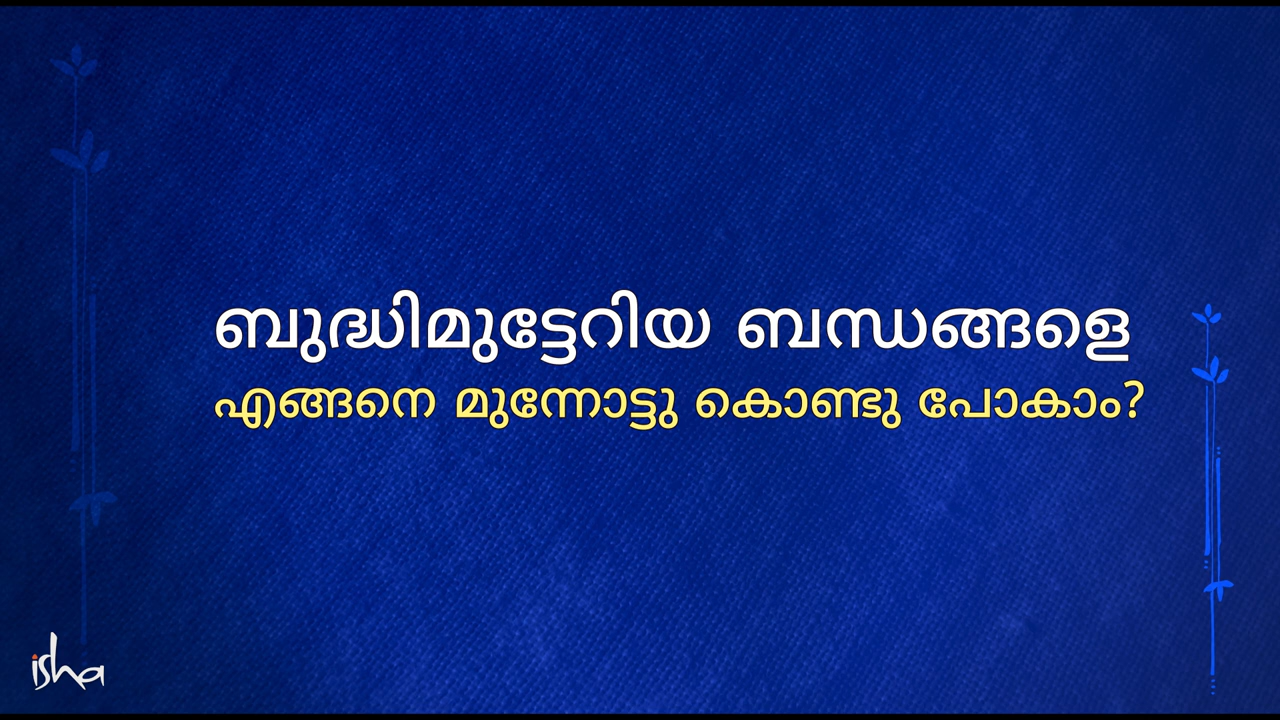 ബുദ്ധിമുട്ടേറിയ ബന്ധങ്ങളെ
എങ്ങനെ മുന്നോട്ടു കൊണ്ടു പോകാം?
isha